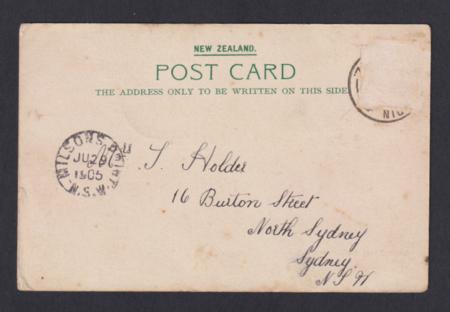 NEW ZEALAND.
POST CARD
THE ADDRESS ONLY TO BE WRITTEN ON THIS SIDE
MILSONS POINT N.S.W
JU 29
1905
J. Holder
16 Burton Street
North Sydney
Sydney.
N S W